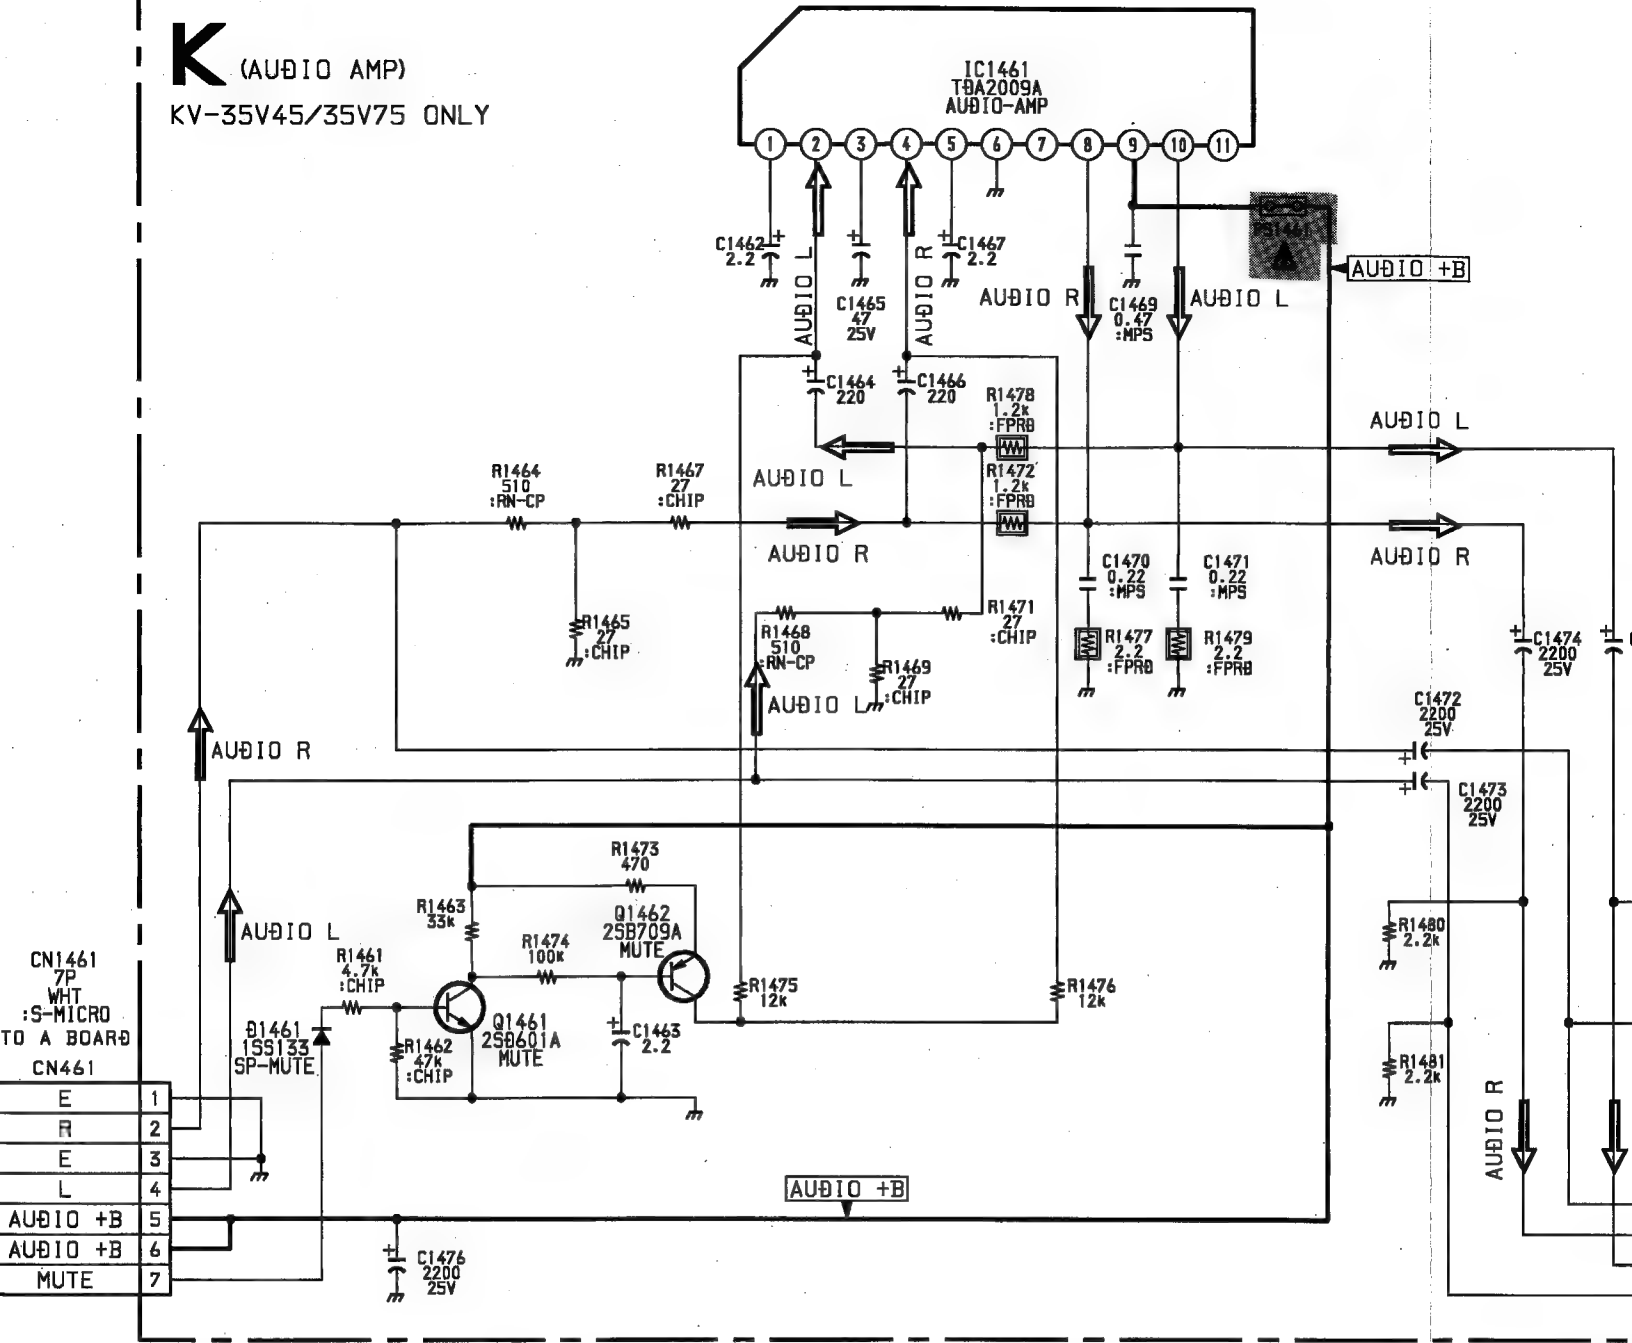 K (AUDIO AMP)
KV-35V45/35V75 ONLY
IC1461
TDA2009A
AUDIO-AMP
1 2 3 4 5 6 7 8 9 10 11
PS1461
AUDIO +B
C1462
2.2
AUDIO L
C1465
47
25V
AUDIO R
C1467
2.2
AUDIO R
C1469
0.47
:MPS
AUDIO L
C1464
220
C1466
220
R1478
1.2k
:FPRD
AUDIO L
AUDIO L
R1472
1.2k
:FPRD
R1464
510
:RN-CP
R1467
27
:CHIP
AUDIO R
AUDIO R
C1470
0.22
:MPS
C1471
0.22
:MPS
R1465
27
:CHIP
R1468
510
:RN-CP
R1471
27
:CHIP
R1469
27
:CHIP
R1477
2.2
:FPRD
R1479
2.2
:FPRD
C1474
2200
25V
AUDIO L
AUDIO R
C1472
2200
25V
C1473
2200
25V
R1473
470
R1463
33k
Q1462
2SB709A
MUTE
AUDIO L
R1461
4.7k
:CHIP
R1474
100k
R1475
12k
R1476
12k
R1480
2.2k
D1461
1SS133
SP-MUTE
R1462
47k
:CHIP
Q1461
2SD601A
MUTE
C1463
2.2
R1481
2.2k
AUDIO R
CN1461
7P
WHT
:S-MICRO
TO A BOARD
CN461
E 1
R 2
E 3
L 4
AUDIO +B 5
AUDIO +B 6
MUTE 7
AUDIO +B
C1476
2200
25V